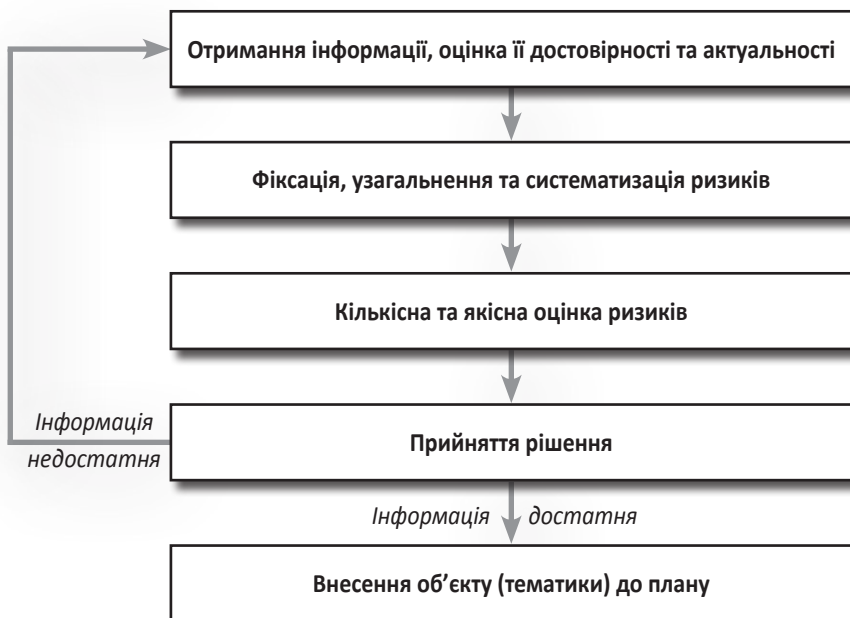 Отримання інформації, оцінка її достовірності та актуальності
Фіксація, узагальнення та систематизація ризиків
Кількісна та якісна оцінка ризиків
Інформація
недостатня
Прийняття рішення
Інформація достатня
Внесення об’єкту (тематики) до плану